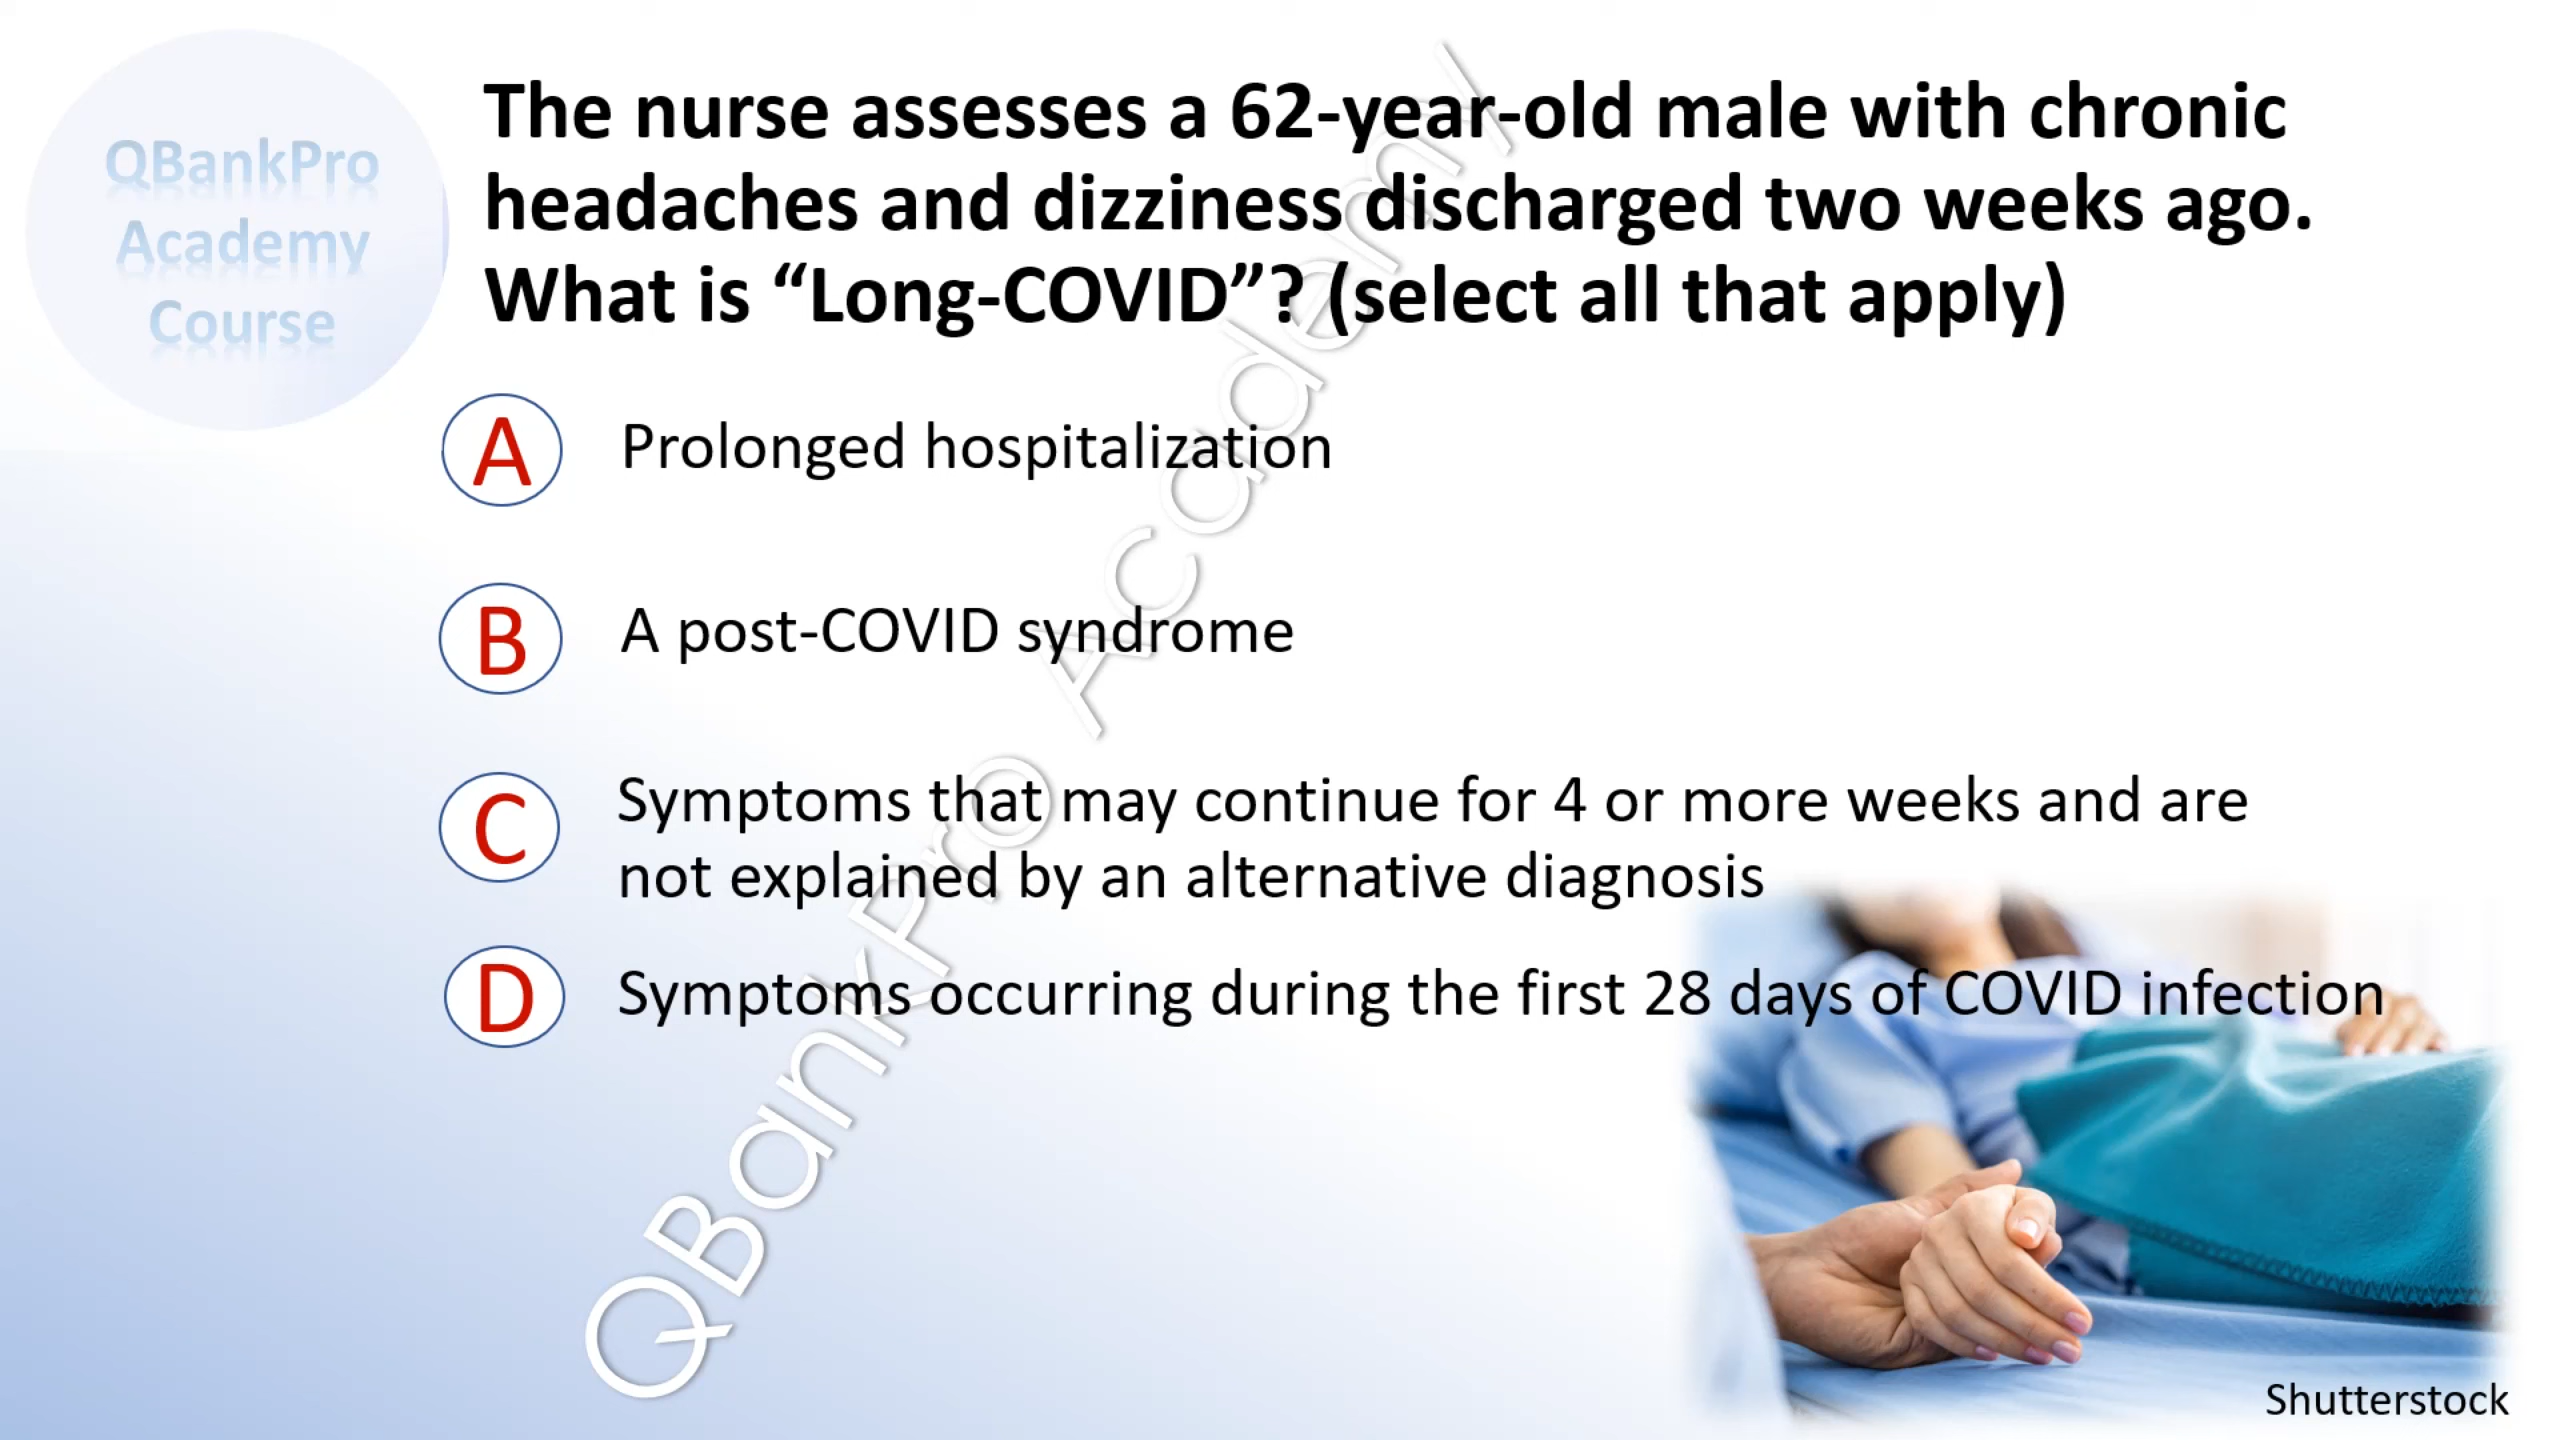 QBankPro
Academy
Course
The nurse assesses a 62-year-old male with chronic
headaches and dizziness discharged two weeks ago.
What is “Long-COVID”? (select all that apply)
A Prolonged hospitalization
B A post-COVID syndrome
C Symptoms that may continue for 4 or more weeks and are
not explained by an alternative diagnosis
D Symptoms occurring during the first 28 days of COVID infection
QBankPro Academy
Shutterstock